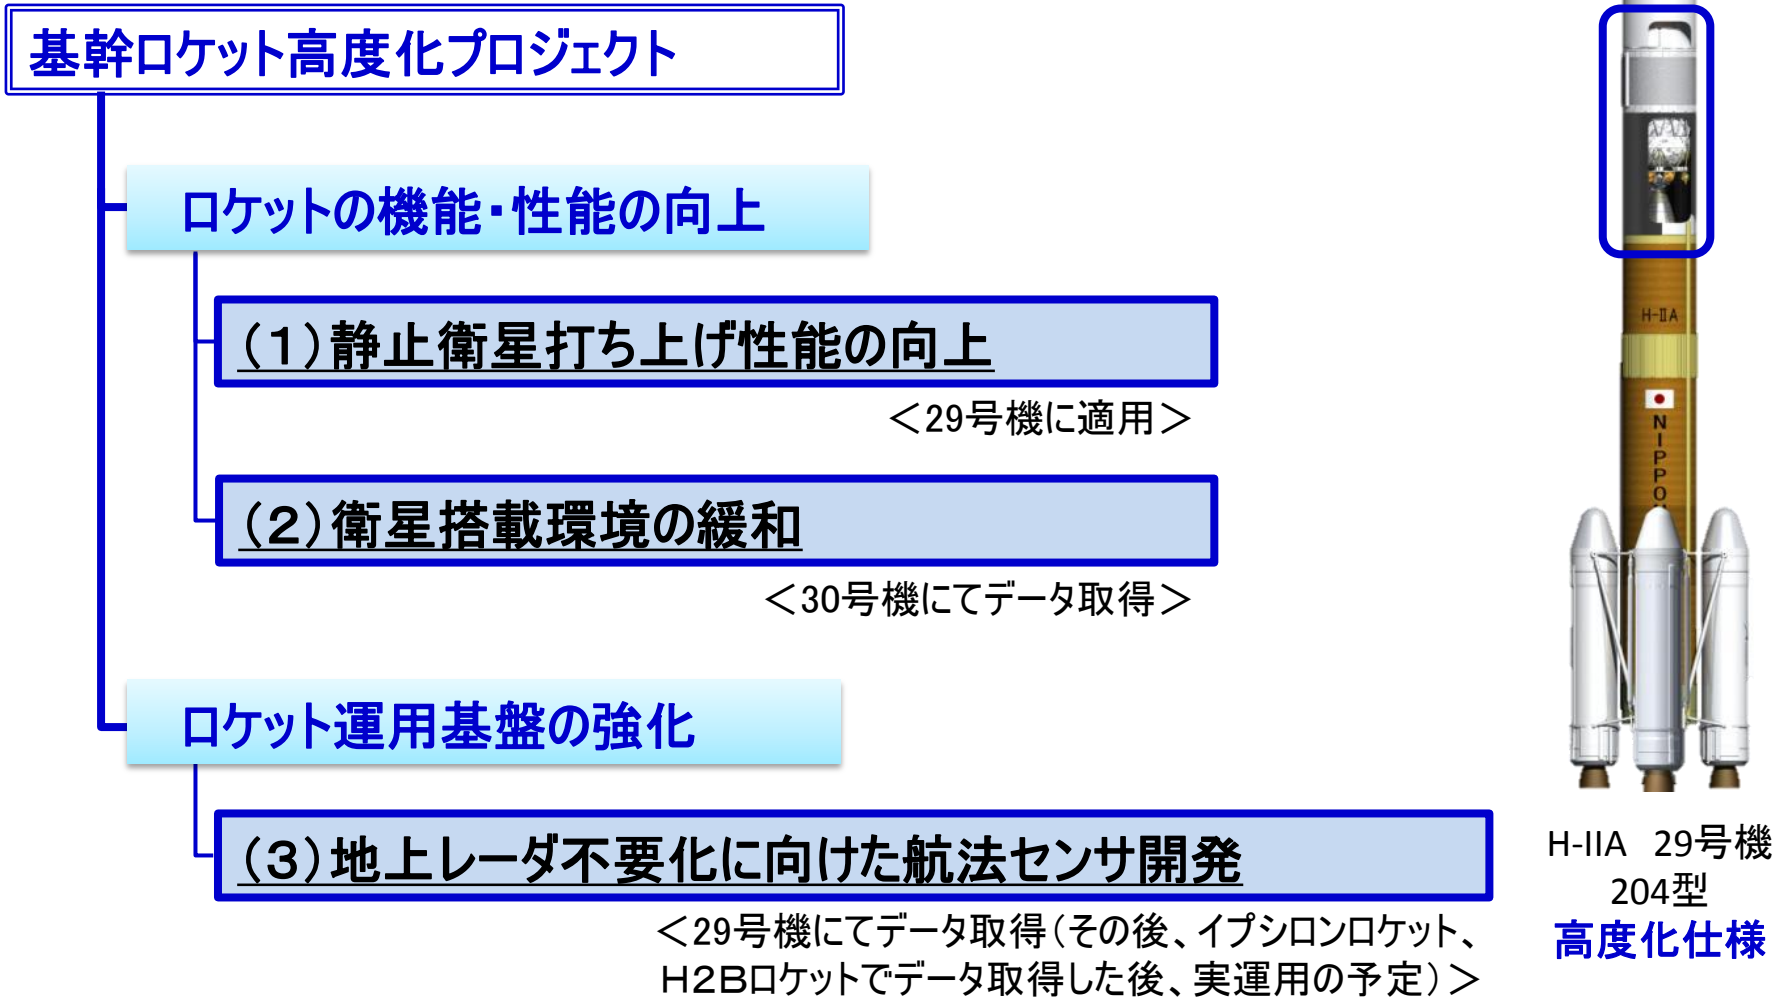 基幹ロケット高度化プロジェクト
ロケットの機能・性能の向上
(1)静止衛星打ち上げ性能の向上
<29号機に適用>
(2)衛星搭載環境の緩和
<30号機にてデータ取得>
ロケット運用基盤の強化
(3)地上レーダ不要化に向けた航法センサ開発
<29号機にてデータ取得(その後、イプシロンロケット、
H2Bロケットでデータ取得した後、実運用の予定)>
H-IIA
NIPPO
H-IIA 29号機
204型
高度化仕様